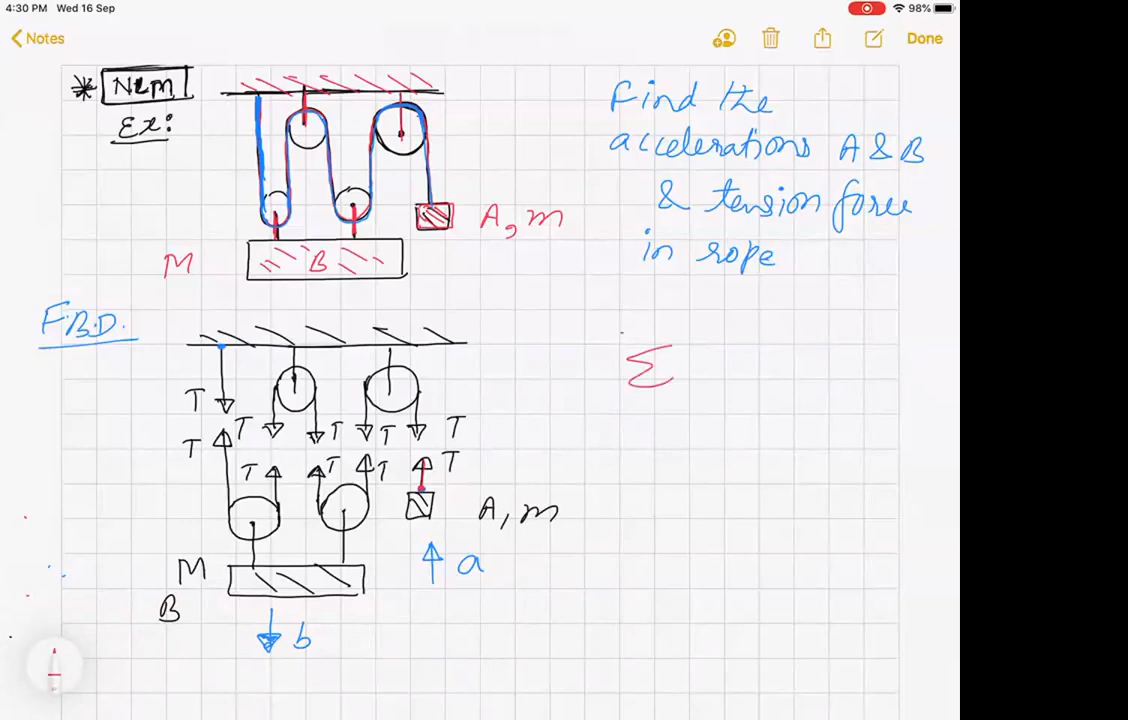 4:30 PM Wed 16 Sep
98%
Notes
Done
* NLM
Ex:
Find the
accelerations A & B
& tension force
in rope
A, m
M
B
F.B.D.
Σ
T
T T T T T
T T T T T
A, m
a
M
B
b